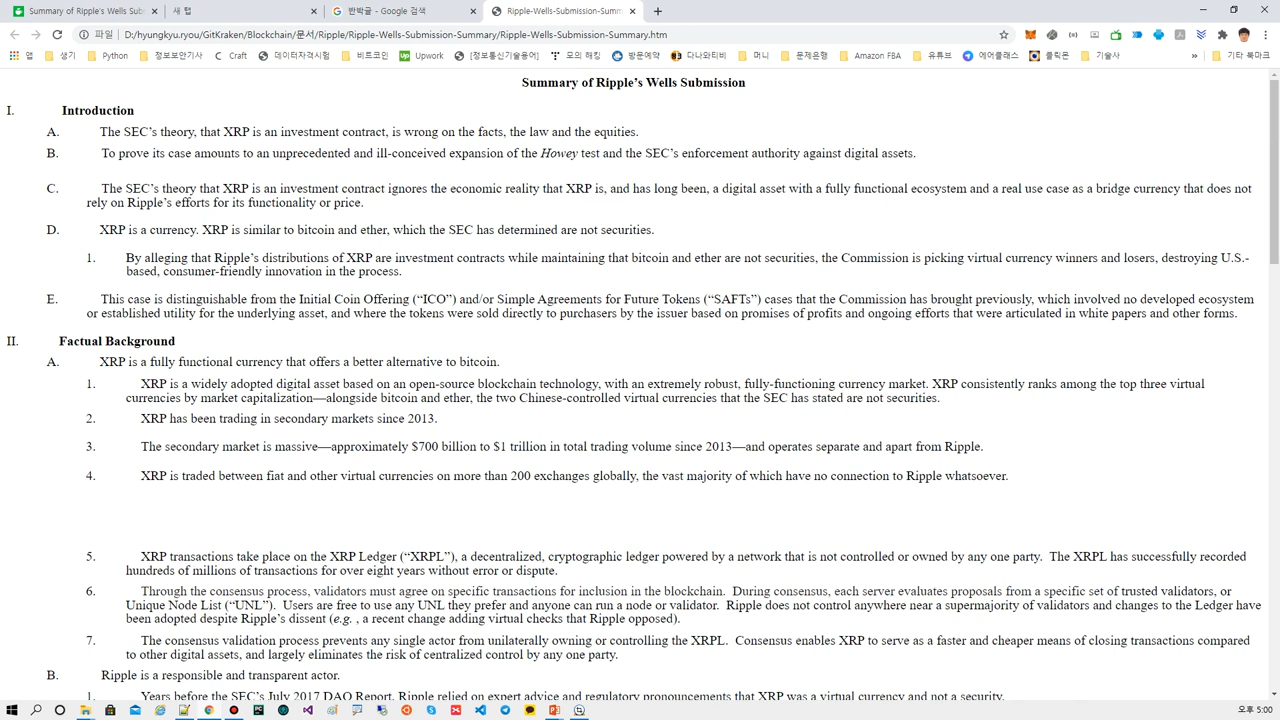 Summary of Ripple's Wells Sub
새 탭
반박글 - Google 검색
Ripple-Wells-Submission-Summ
파일
D:/hyungkyu.ryou/GitKraken/Blockchain/문서/Ripple/Ripple-Wells-Submission-Summary/Ripple-Wells-Submission-Summary.htm
앱 생기 Python 정보보안기사 Craft 데이터자격시험 비트코인 Upwork [정보통신기술용어] 모의 해킹 방문예약 다나와티비 머니 문제은행 Amazon FBA 유튜브 에어클래스 클릭몬 기술사 » 기타 북마크
Summary of Ripple’s Wells Submission
I. Introduction
A. The SEC’s theory, that XRP is an investment contract, is wrong on the facts, the law and the equities.
B. To prove its case amounts to an unprecedented and ill-conceived expansion of the Howey test and the SEC’s enforcement authority against digital assets.
C. The SEC’s theory that XRP is an investment contract ignores the economic reality that XRP is, and has long been, a digital asset with a fully functional ecosystem and a real use case as a bridge currency that does not
rely on Ripple’s efforts for its functionality or price.
D. XRP is a currency. XRP is similar to bitcoin and ether, which the SEC has determined are not securities.
1. By alleging that Ripple’s distributions of XRP are investment contracts while maintaining that bitcoin and ether are not securities, the Commission is picking virtual currency winners and losers, destroying U.S.-
based, consumer-friendly innovation in the process.
E. This case is distinguishable from the Initial Coin Offering (“ICO”) and/or Simple Agreements for Future Tokens (“SAFTs”) cases that the Commission has brought previously, which involved no developed ecosystem
or established utility for the underlying asset, and where the tokens were sold directly to purchasers by the issuer based on promises of profits and ongoing efforts that were articulated in white papers and other forms.
II. Factual Background
A. XRP is a fully functional currency that offers a better alternative to bitcoin.
1. XRP is a widely adopted digital asset based on an open-source blockchain technology, with an extremely robust, fully-functioning currency market. XRP consistently ranks among the top three virtual
currencies by market capitalization—alongside bitcoin and ether, the two Chinese-controlled virtual currencies that the SEC has stated are not securities.
2. XRP has been trading in secondary markets since 2013.
3. The secondary market is massive—approximately $700 billion to $1 trillion in total trading volume since 2013—and operates separate and apart from Ripple.
4. XRP is traded between fiat and other virtual currencies on more than 200 exchanges globally, the vast majority of which have no connection to Ripple whatsoever.
5. XRP transactions take place on the XRP Ledger (“XRPL”), a decentralized, cryptographic ledger powered by a network that is not controlled or owned by any one party. The XRPL has successfully recorded
hundreds of millions of transactions for over eight years without error or dispute.
6. Through the consensus process, validators must agree on specific transactions for inclusion in the blockchain. During consensus, each server evaluates proposals from a specific set of trusted validators, or
Unique Node List (“UNL”). Users are free to use any UNL they prefer and anyone can run a node or validator. Ripple does not control anywhere near a supermajority of validators and changes to the Ledger have
been adopted despite Ripple’s dissent (e.g. , a recent change adding virtual checks that Ripple opposed).
7. The consensus validation process prevents any single actor from unilaterally owning or controlling the XRPL. Consensus enables XRP to serve as a faster and cheaper means of closing transactions compared
to other digital assets, and largely eliminates the risk of centralized control by any one party.
B. Ripple is a responsible and transparent actor.
1. Years before the SEC’s July 2017 DAO Report, Ripple relied on expert advice and regulatory pronouncements that XRP was a virtual currency and not a security.
오후 5:00